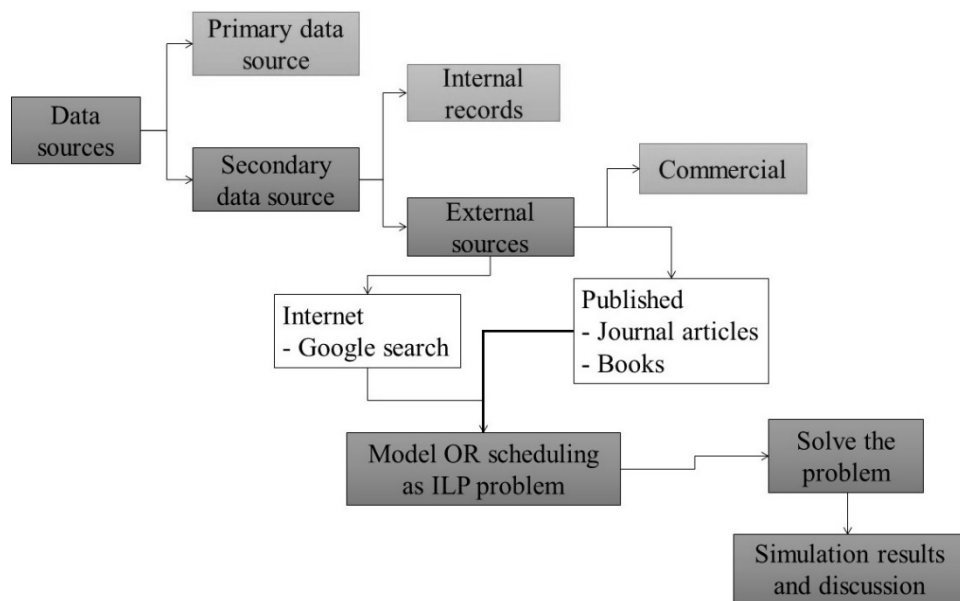 Primary data
source
Data
sources
Internal
records
Secondary
data source
Commercial
External
sources
Internet
- Google search
Published
- Journal articles
- Books
Model OR scheduling
as ILP problem
Solve the
problem
Simulation results
and discussion